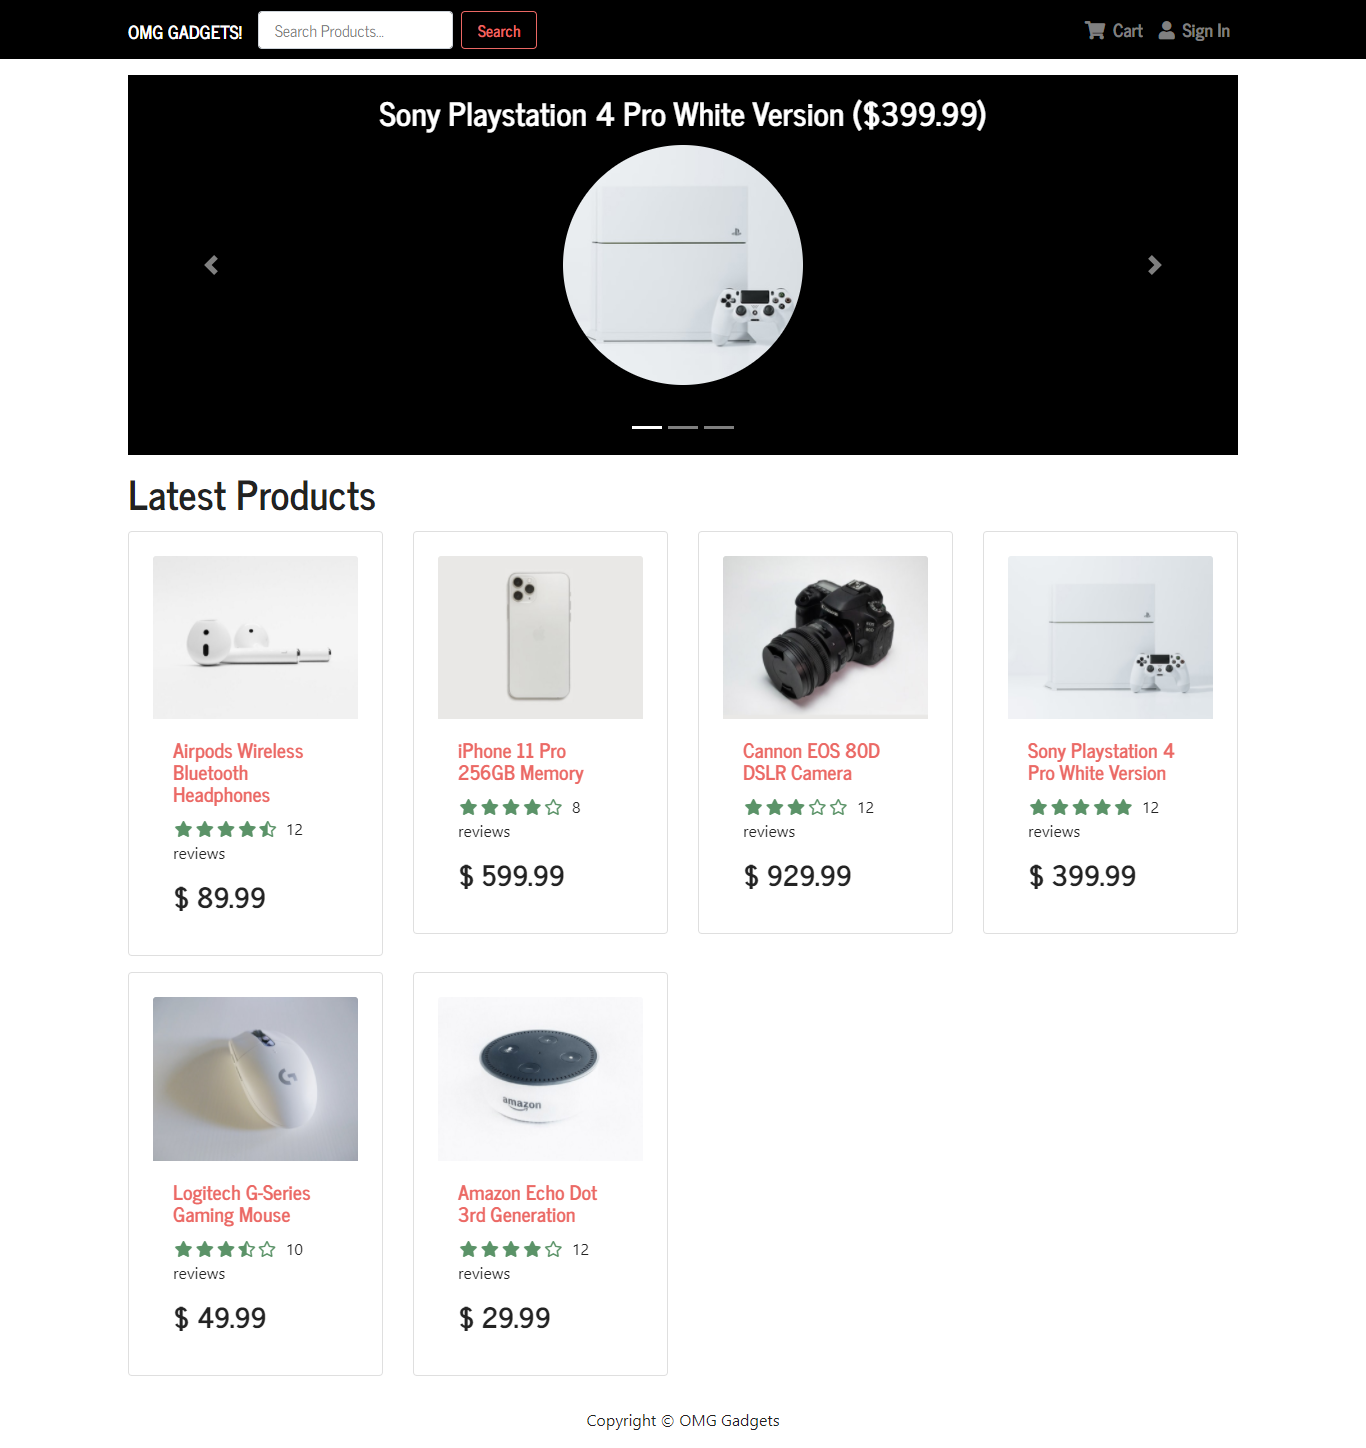 OMG GADGETS!
Search Products...
Search
Cart
Sign In
Sony Playstation 4 Pro White Version ($399.99)
Latest Products
Airpods Wireless
Bluetooth
Headphones
12
reviews
$ 89.99
iPhone 11 Pro
256GB Memory
8
reviews
$ 599.99
Cannon EOS 80D
DSLR Camera
12
reviews
$ 929.99
Sony Playstation 4
Pro White Version
12
reviews
$ 399.99
Logitech G-Series
Gaming Mouse
10
reviews
$ 49.99
amazon
Amazon Echo Dot
3rd Generation
12
reviews
$ 29.99
Copyright © OMG Gadgets